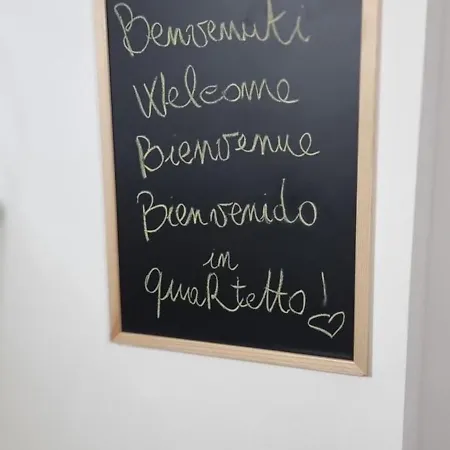 Benvenuti
Welcome
Bienvenue
Bienvenido
in
quaRtetto!